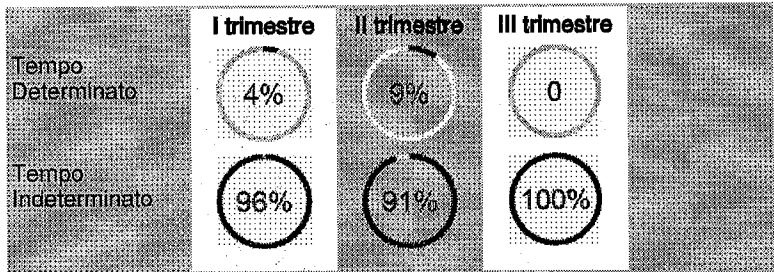 I trimestre II trimestre III trimestre
Tempo
Determinato
4% 9% 0
Tempo
Indeterminato
96% 91% 100%